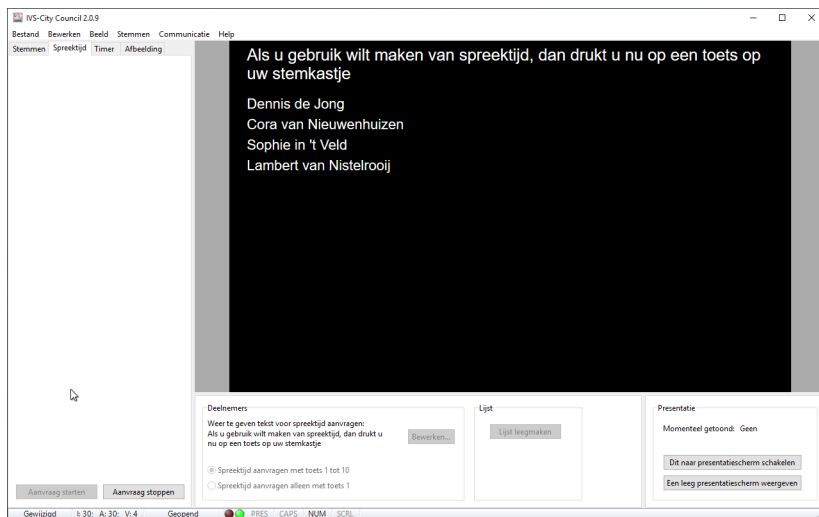 IVS-City Council 2.0.9
Bestand Bewerken Beeld Stemmen Communicatie Help
Stemmen Spreektijd Timer Afbeelding
Als u gebruik wilt maken van spreektijd, dan drukt u nu op een toets op
uw stemkastje
Dennis de Jong
Cora van Nieuwenhuizen
Sophie in 't Veld
Lambert van Nistelrooij
Deelnemers
Weer te geven tekst voor spreektijd aanvragen:
Als u gebruik wilt maken van spreektijd, dan drukt u
nu op een toets op uw stemkastje
Bewerken...
Spreektijd aanvragen met toets 1 tot 10
Spreektijd aanvragen alleen met toets 1
Lijst
Lijst leegmaken
Presentatie
Momenteel getoond: Geen
Dit naar presentatiescherm schakelen
Een leeg presentatiescherm weergeven
Aanvraag starten Aanvraag stoppen
Gewijzigd I: 30; A: 30; V: 4 Geopend PRES CAPS NUM SCRL